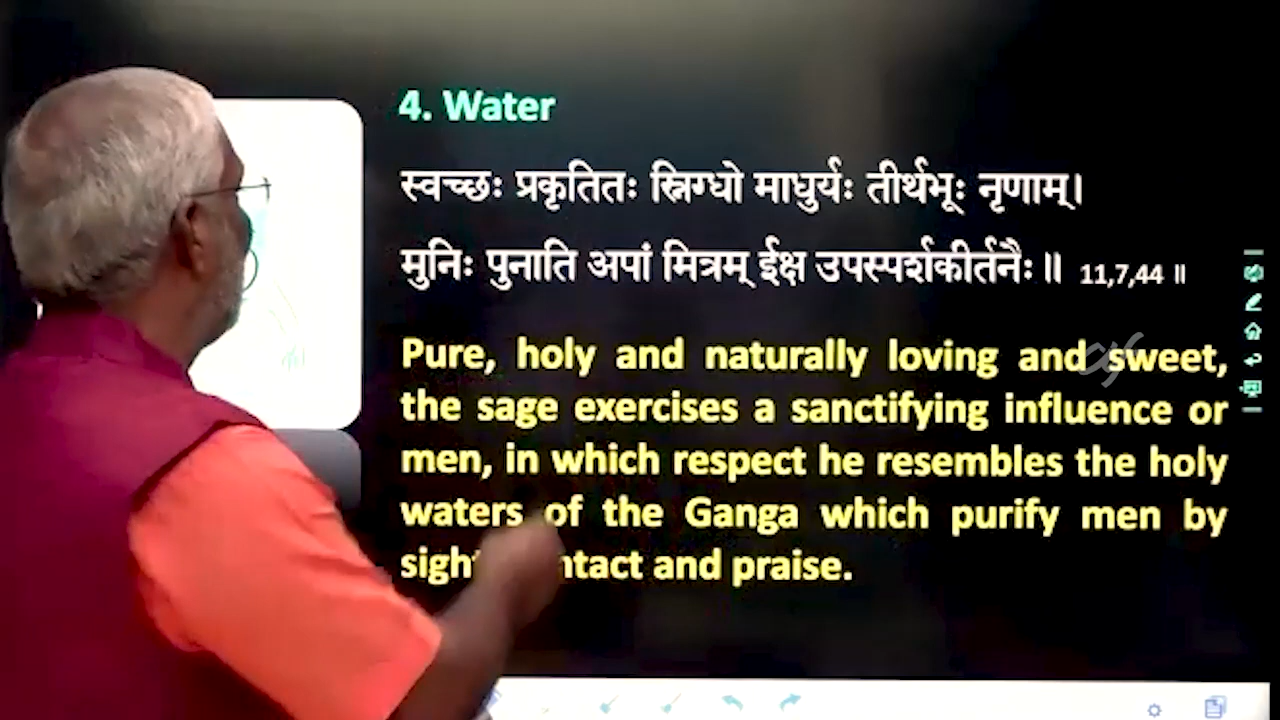 4. Water
स्वच्छः प्रकृतितः स्निग्धो माधुर्यः तीर्थभूः नृणाम्।
मुनिः पुनाति अपां मित्रम् ईक्ष उपस्पर्शकीर्तनैः॥ 11,7,44 ॥
Pure, holy and naturally loving and sweet,
the sage exercises a sanctifying influence or
men, in which respect he resembles the holy
waters of the Ganga which purify men by
and praise.